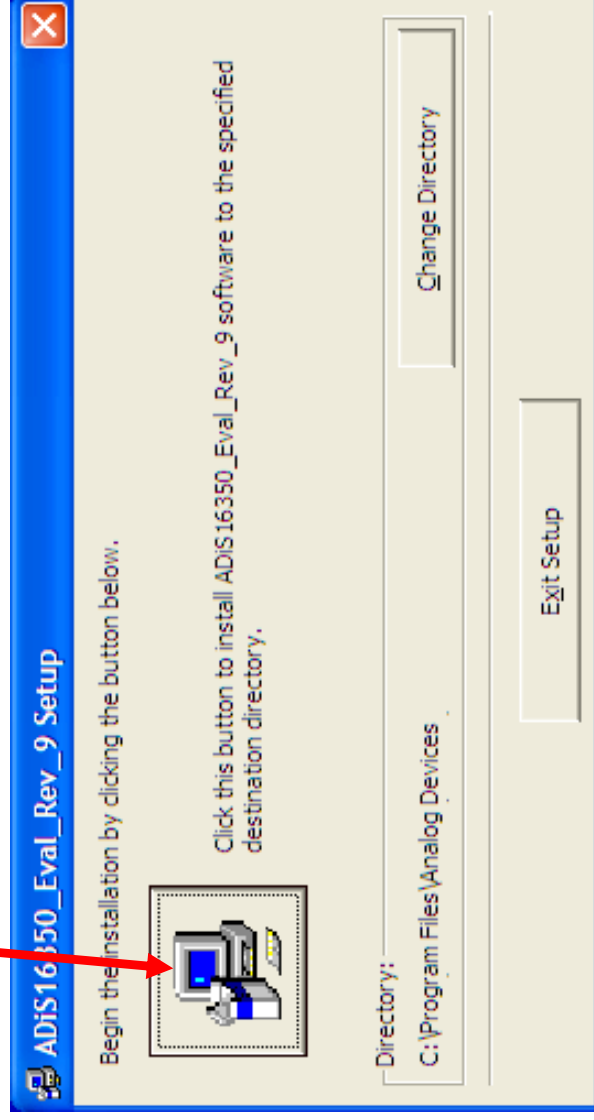 ADiS16350_Eval_Rev_9 Setup
Begin the installation by clicking the button below.
Click this button to install ADiS16350_Eval_Rev_9 software to the specified
destination directory.
Directory:
C:\Program Files\Analog Devices
Change Directory
Exit Setup